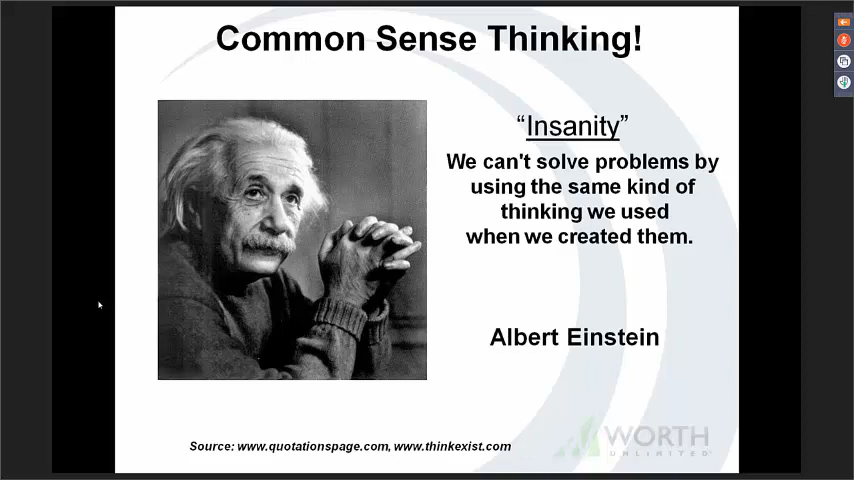 Common Sense Thinking!
“Insanity”
We can't solve problems by
using the same kind of
thinking we used
when we created them.
Albert Einstein
Source: www.quotationspage.com, www.thinkexist.com
WORTH
UNLIMITED